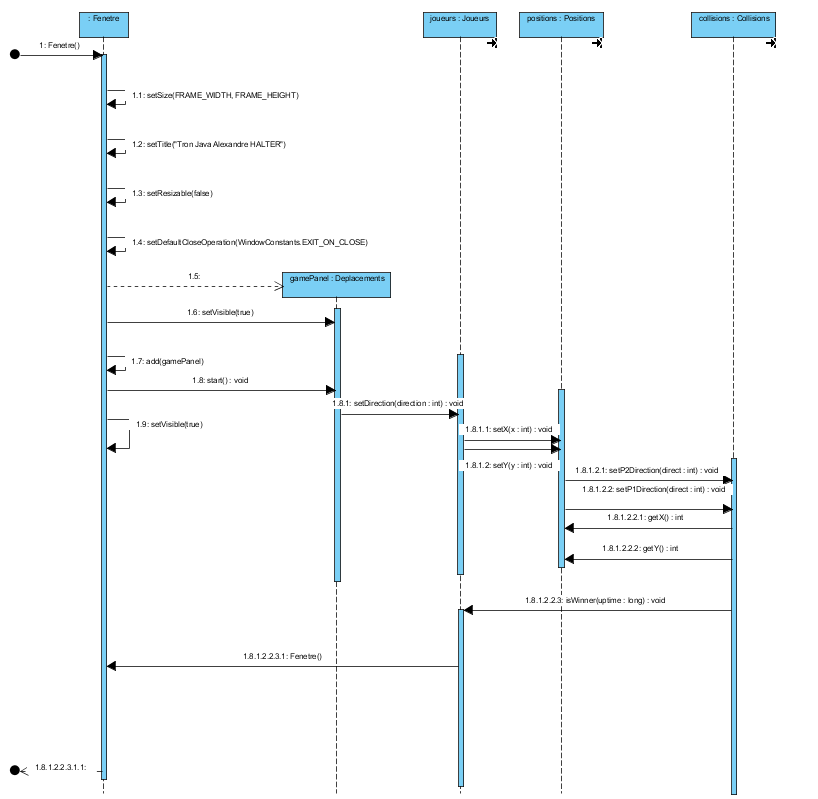 : Fenetre
joueurs : Joueurs
positions : Positions
collisions : Collisions
1: Fenetre()
1.1: setSize(FRAME_WIDTH, FRAME_HEIGHT)
1.2: setTitle("Tron Java Alexandre HALTER")
1.3: setResizable(false)
1.4: setDefaultCloseOperation(WindowConstants.EXIT_ON_CLOSE)
1.5:
gamePanel : Deplacements
1.6: setVisible(true)
1.7: add(gamePanel)
1.8: start() : void
1.8.1: setDirection(direction : int) : void
1.9: setVisible(true)
1.8.1.1: setX(x : int) : void
1.8.1.2: setY(y : int) : void
1.8.1.2.1: setP2Direction(direct : int) : void
1.8.1.2.2: setP1Direction(direct : int) : void
1.8.1.2.2.1: getX() : int
1.8.1.2.2.2: getY() : int
1.8.1.2.2.3: isWinner(uptime : long) : void
1.8.1.2.2.3.1: Fenetre()
1.8.1.2.2.3.1.1: